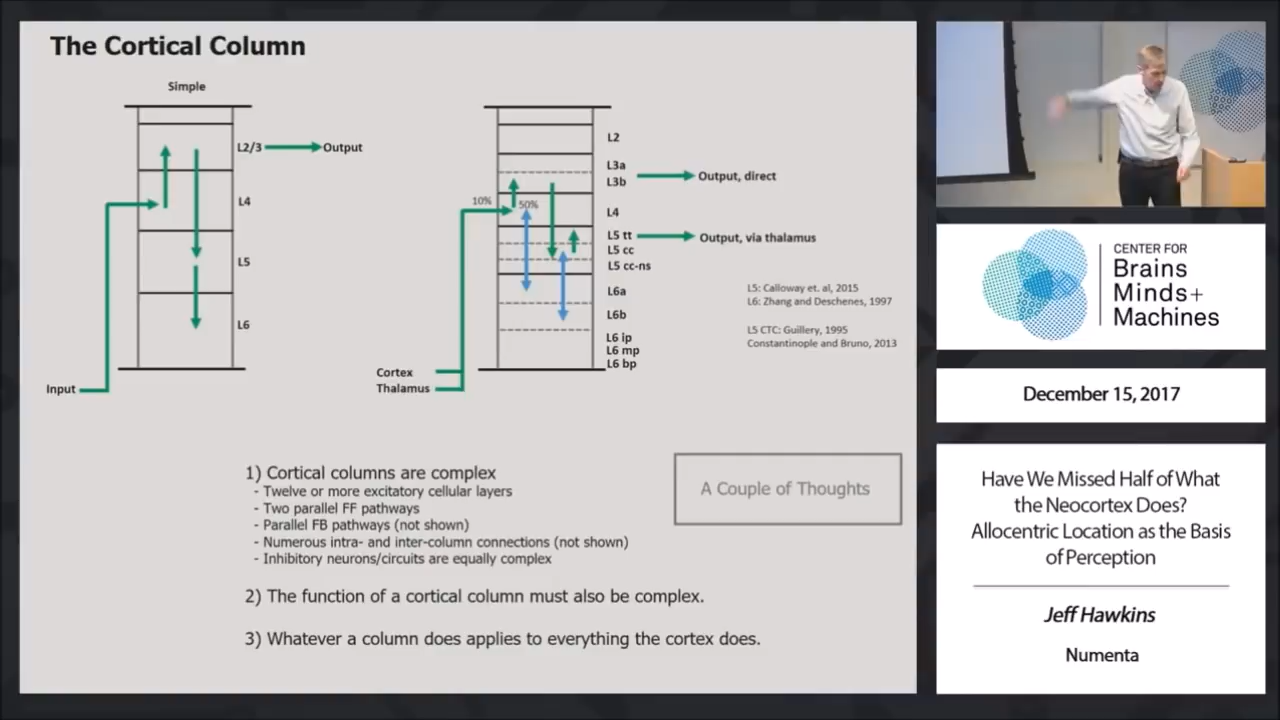 The Cortical Column
Simple
L2/3
Output
L4
L5
L6
Input
L2
L3a
L3b
Output, direct
10%
50%
L4
L5 tt
Output, via thalamus
L5 cc
L5 cc-ns
L6a
L6b
L6 ip
L6 mp
L6 bp
Cortex
Thalamus
L5: Calloway et. al, 2015
L6: Zhang and Deschenes, 1997
L5 CTC: Guillery, 1995
Constantinople and Bruno, 2013
1) Cortical columns are complex
- Twelve or more excitatory cellular layers
- Two parallel FF pathways
- Parallel FB pathways (not shown)
- Numerous intra- and inter-column connections (not shown)
- Inhibitory neurons/circuits are equally complex
A Couple of Thoughts
2) The function of a cortical column must also be complex.
3) Whatever a column does applies to everything the cortex does.
CENTER FOR
Brains
Minds+
Machines
December 15, 2017
Have We Missed Half of What
the Neocortex Does?
Allocentric Location as the Basis
of Perception
Jeff Hawkins
Numenta